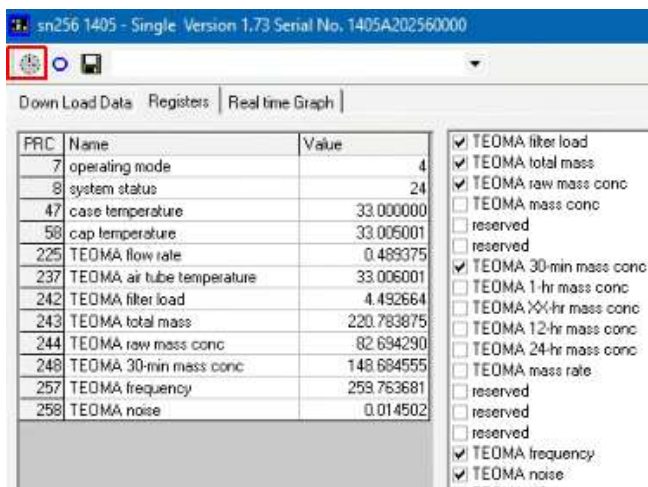 sn256 1405 - Single Version 1.73 Serial No. 1405A202560000
Down Load Data Registers Real time Graph
PRC Name Value
7 operating mode 4
8 system status 24
47 case temperature 33.000000
58 cap temperature 33.005001
225 TEOMA flow rate 0.489375
237 TEOMA air tube temperature 33.006001
242 TEOMA filter load 4.492664
243 TEOMA total mass 220.783875
244 TEOMA raw mass conc 82.694290
248 TEOMA 30-min mass conc 148.684555
257 TEOMA frequency 259.763681
258 TEOMA noise 0.014502
TEOMA filter load
TEOMA total mass
TEOMA raw mass conc
TEOMA mass conc
reserved
reserved
TEOMA 30-min mass conc
TEOMA 1-hr mass conc
TEOMA XX-hr mass conc
TEOMA 12-hr mass conc
TEOMA 24-hr mass conc
TEOMA mass rate
reserved
reserved
reserved
TEOMA frequency
TEOMA noise